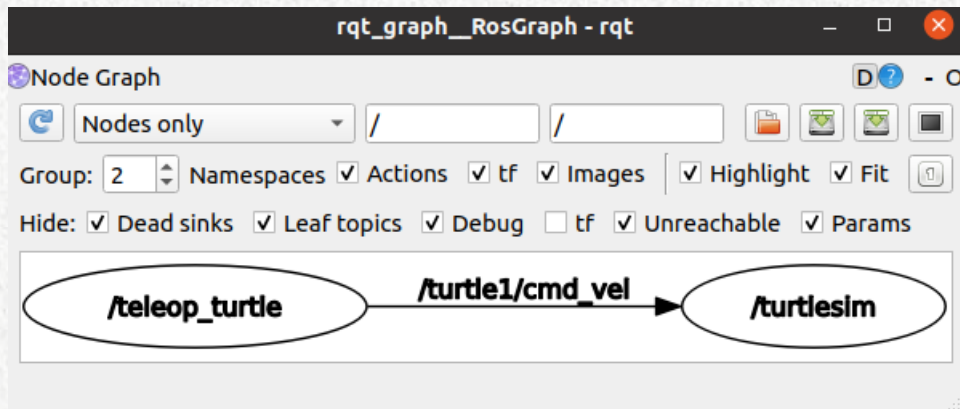 rqt_graph__RosGraph - rqt
Node Graph D ? - O
Nodes only / /
Group: 2 Namespaces Actions tf Images Highlight Fit
Hide: Dead sinks Leaf topics Debug tf Unreachable Params
/teleop_turtle /turtle1/cmd_vel /turtlesim